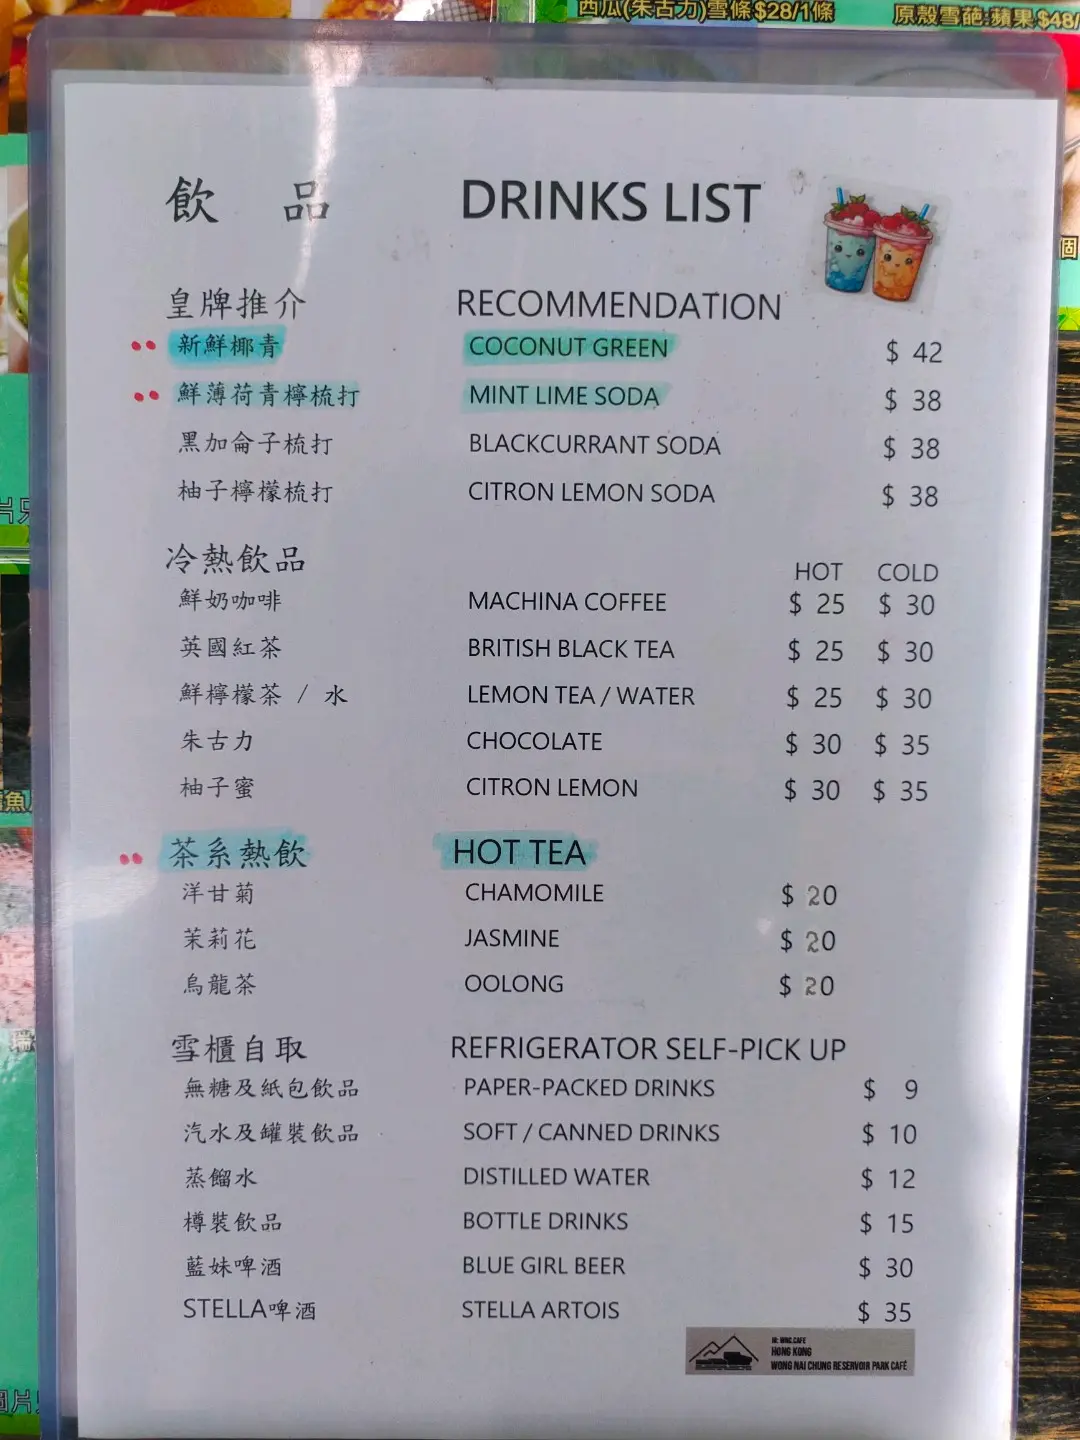 西瓜(朱古力)雪條$28/1條 原殼雪葩:蘋果$48/
飲 品 DRINKS LIST
皇牌推介 RECOMMENDATION
新鮮椰青 COCONUT GREEN $ 42
鮮薄荷青檸梳打 MINT LIME SODA $ 38
黑加侖子梳打 BLACKCURRANT SODA $ 38
柚子檸檬梳打 CITRON LEMON SODA $ 38
冷熱飲品 HOT COLD
鮮奶咖啡 MACHINA COFFEE $ 25 $ 30
英國紅茶 BRITISH BLACK TEA $ 25 $ 30
鮮檸檬茶 / 水 LEMON TEA / WATER $ 25 $ 30
朱古力 CHOCOLATE $ 30 $ 35
柚子蜜 CITRON LEMON $ 30 $ 35
茶系熱飲 HOT TEA
洋甘菊 CHAMOMILE $ 20
茉莉花 JASMINE $ 20
烏龍茶 OOLONG $ 20
雪櫃自取 REFRIGERATOR SELF-PICK UP
無糖及紙包飲品 PAPER-PACKED DRINKS $ 9
汽水及罐裝飲品 SOFT / CANNED DRINKS $ 10
蒸餾水 DISTILLED WATER $ 12
樽裝飲品 BOTTLE DRINKS $ 15
藍妹啤酒 BLUE GIRL BEER $ 30
STELLA啤酒 STELLA ARTOIS $ 35
IG: WNC.CAFE
HONG KONG
WONG NAI CHUNG RESERVOIR PARK CAFÉ